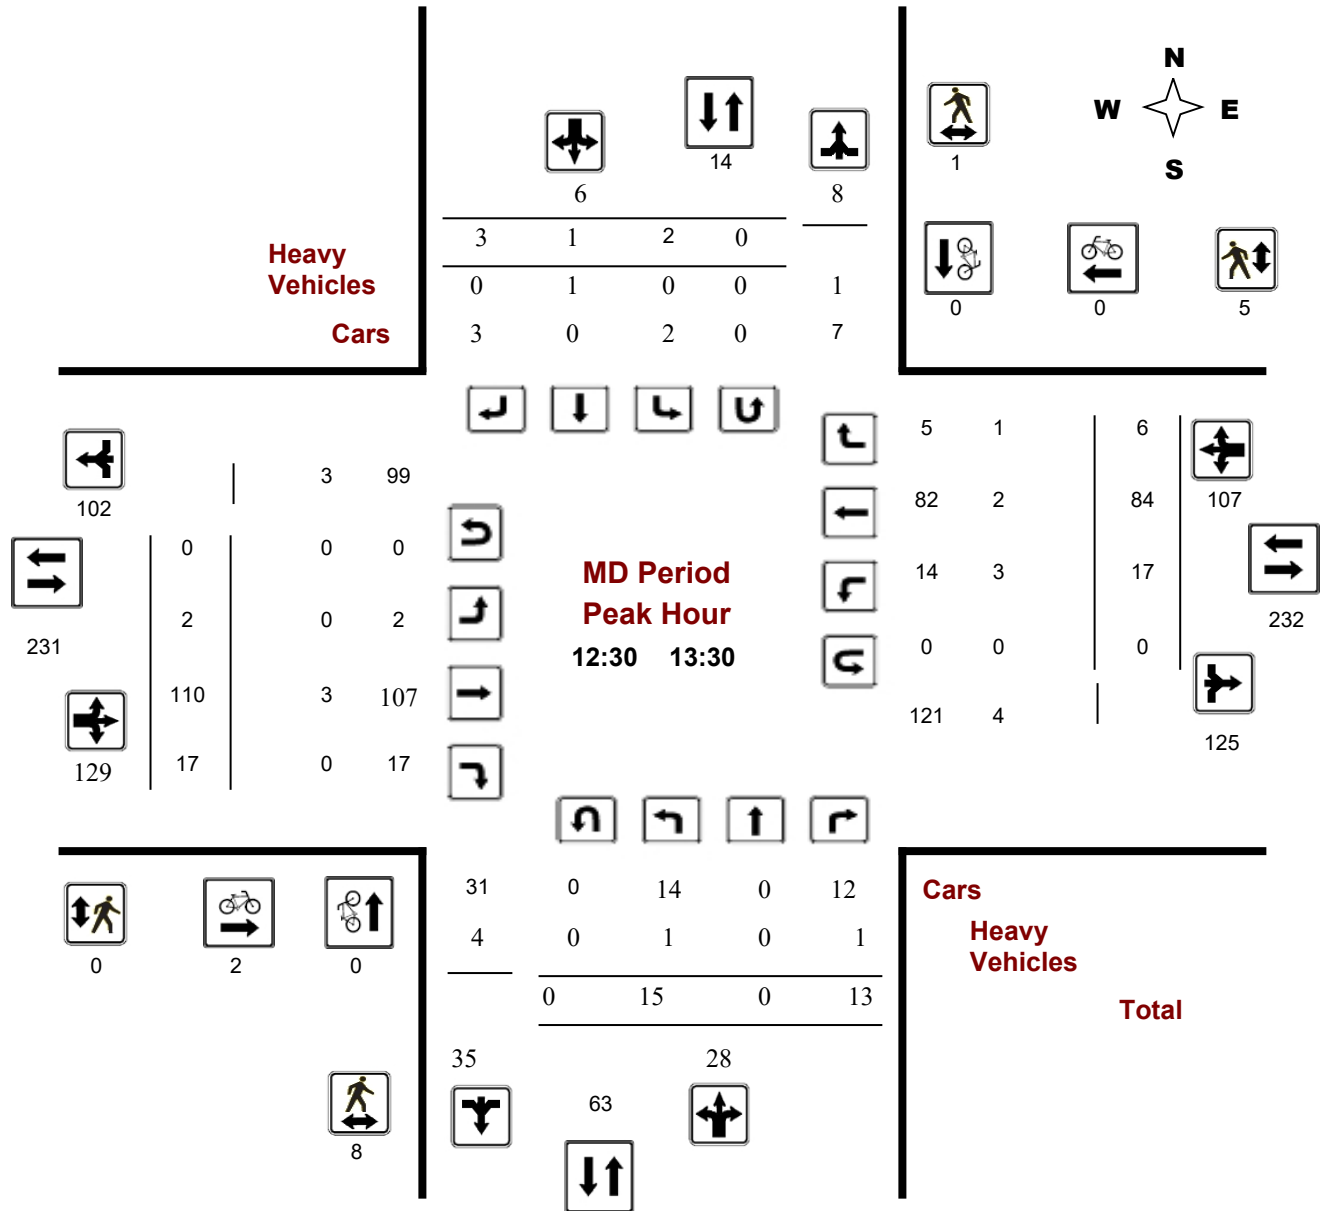 N
W E
S
14
1
6 8
3 1 2 0
Heavy
Vehicles
0 1 0 0 1
0 0 5
Cars
3 0 2 0 7
5 1 6
3 99
102
82 2 84 107
0 0 0
MD Period
14 3 17
Peak Hour
2 0 2
232
231
12:30 13:30
0 0 0
110 3 107
121 4
125
129 17 0 17
31 0 14 0 12
Cars
4 0 1 0 1
Heavy
Vehicles
0 2 0
0 15 0 13
Total
35 28
63
8